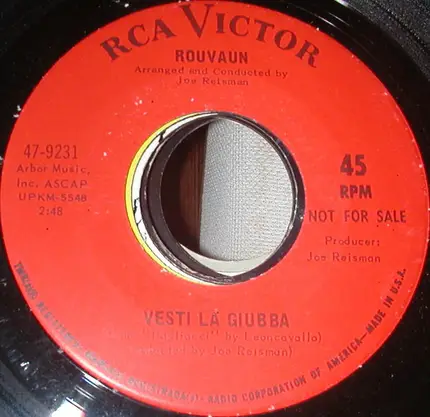 RCA VICTOR
ROUVAUN
Arranged and Conducted by
Joe Reisman
47-9231
Arbor Music,
Inc. ASCAP
UPKM-5548
2:48
45
RPM
NOT FOR SALE
Producer:
Joe Reisman
VESTI LA GIUBBA
by Leoncavallo)
by Joe Reisman)
RADIO CORPORATION OF AMERICA—MADE IN U.S.A.